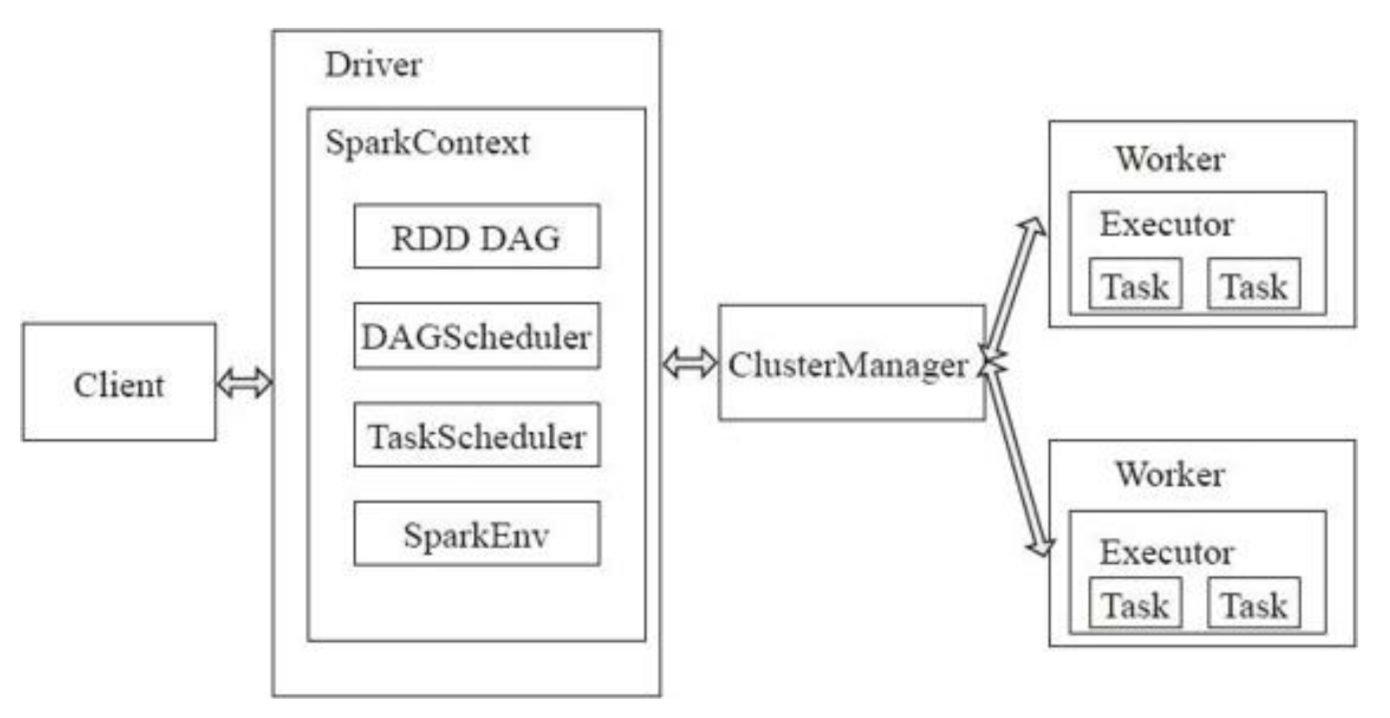 Driver
SparkContext
RDD DAG
DAGScheduler
TaskScheduler
SparkEnv
Client
ClusterManager
Worker
Executor
Task Task
Worker
Executor
Task Task